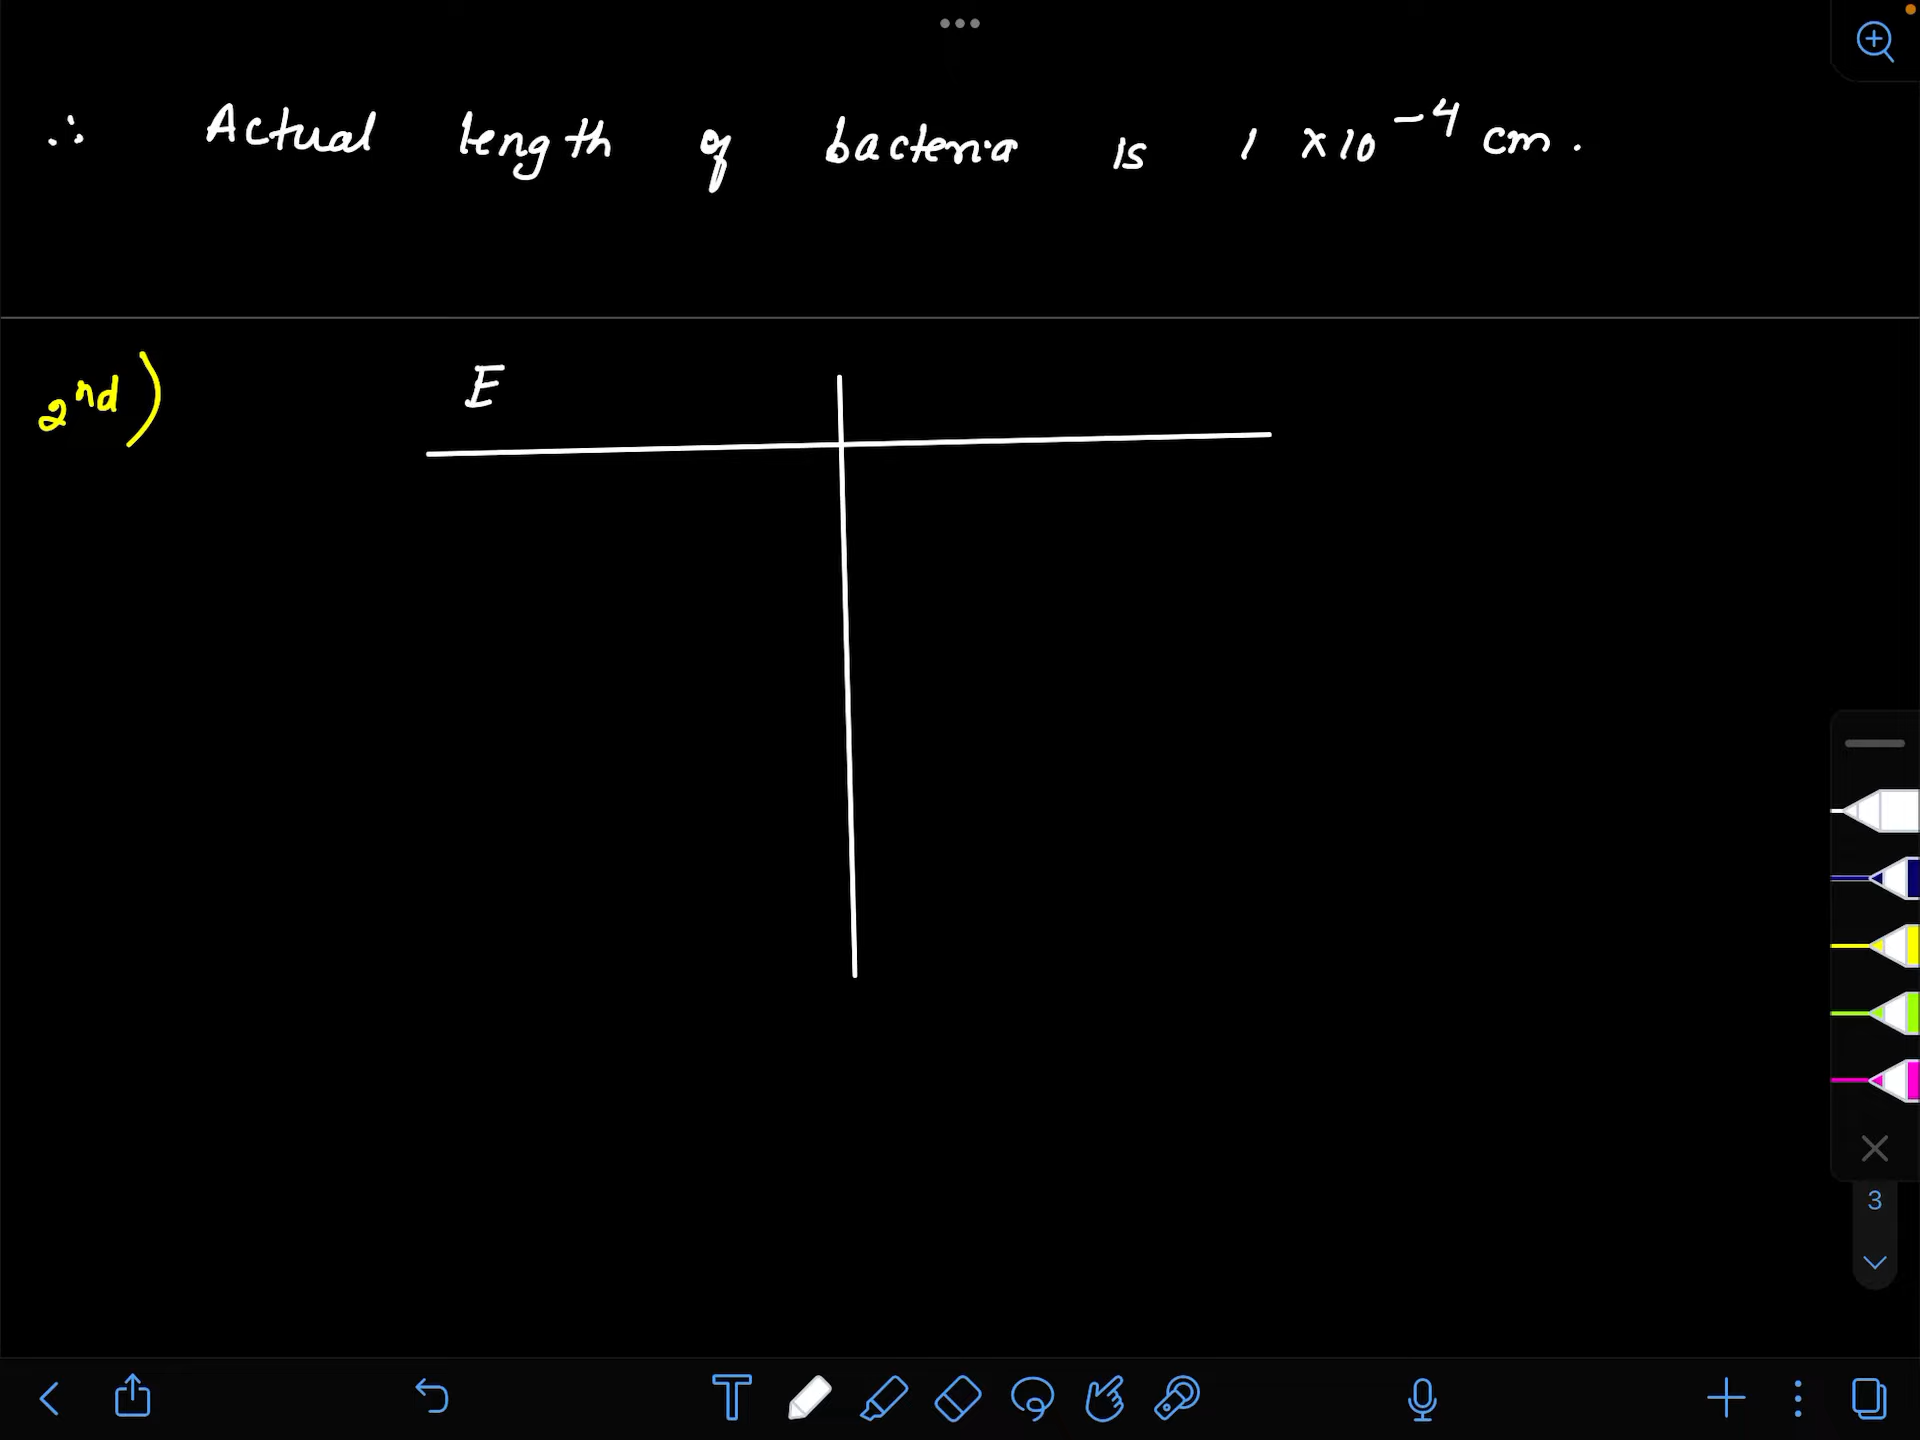 ∴ Actual length of bacteria is 1 × 10⁻⁴ cm.
2ⁿᵈ) E
3